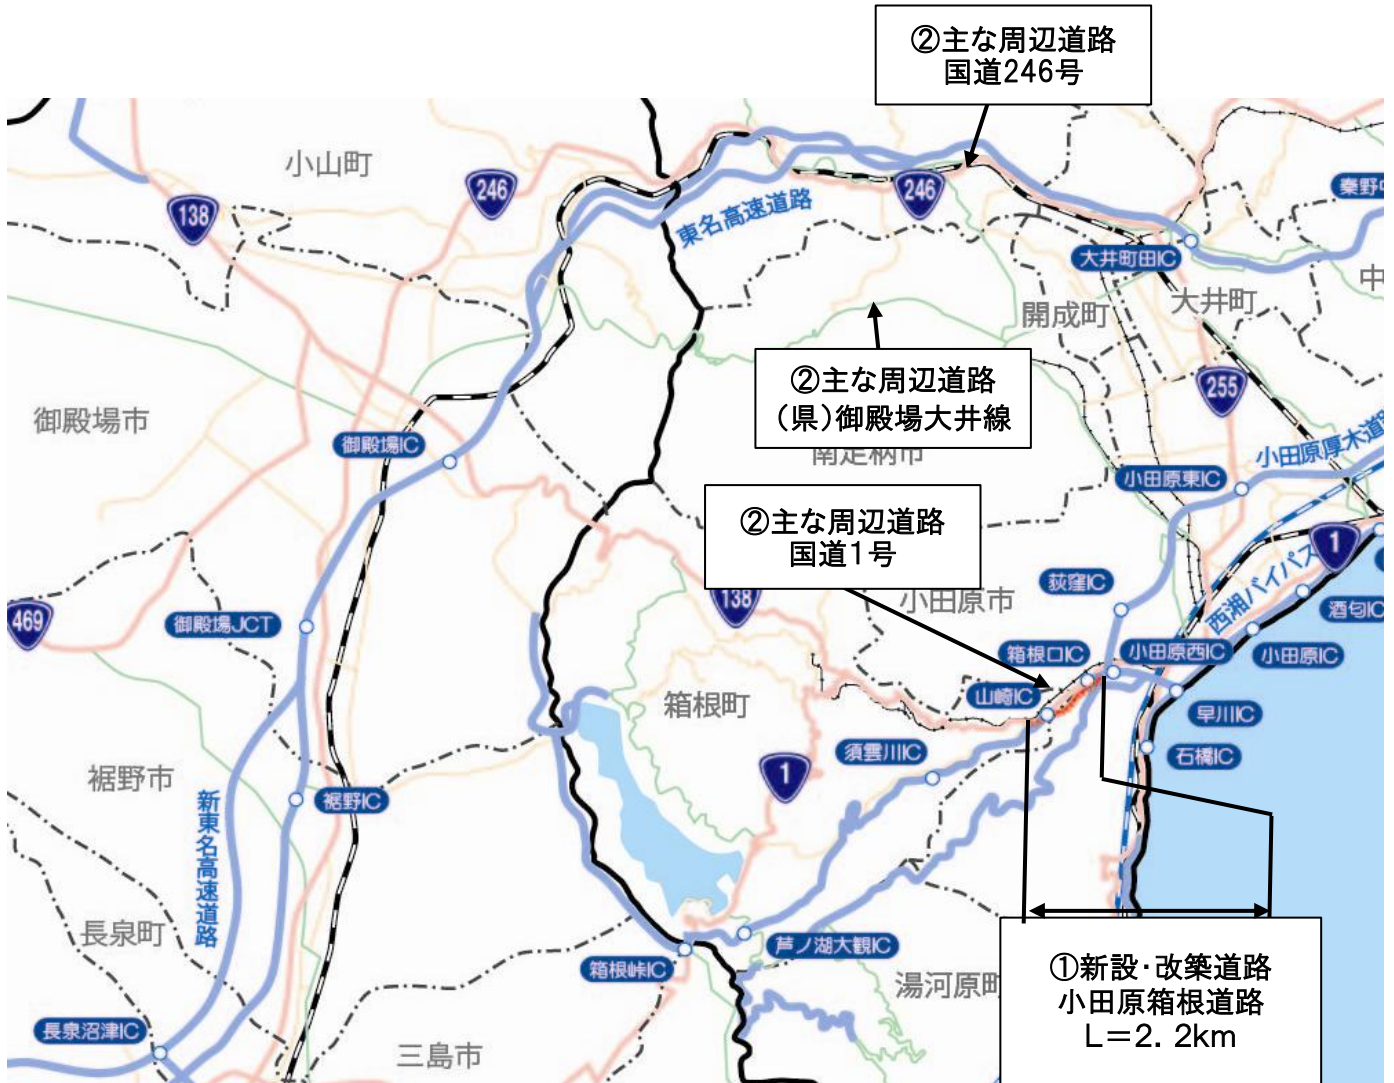 ②主な周辺道路
国道246号
小山町
246
138
246
東名高速道路
秦野中
大井町田IC
中
開成町
大井町
②主な周辺道路
（県）御殿場大井線
255
御殿場市
御殿場IC
南足柄市
小田原厚木道路
小田原東IC
②主な周辺道路
国道1号
1
西湘バイパス
荻窪IC
138
小田原市
酒匂IC
469
御殿場JCT
箱根口IC
小田原西IC
小田原IC
山崎IC
箱根町
早川IC
須雲川IC
石橋IC
1
裾野市
裾野IC
新東名高速道路
長泉町
芦ノ湖大観IC
箱根峠IC
湯河原町
①新設・改築道路
小田原箱根道路
L＝2．2km
長泉沼津IC
三島市